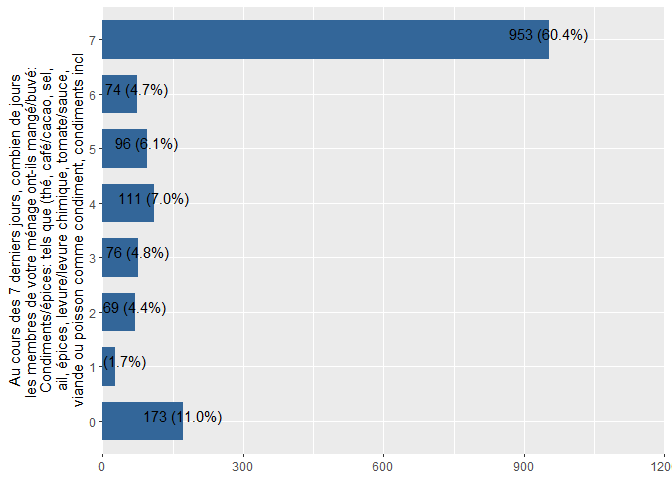 Au cours des 7 derniers jours, combien de jours
les membres de votre ménage ont-ils mangé/buvé:
Condiments/épices: tels que (thé, café/cacao, sel,
ail, épices, levure/levure chimique, tomate/sauce,
viande ou poisson comme condiment, condiments incl
7
953 (60.4%)
6
74 (4.7%)
5
96 (6.1%)
4
111 (7.0%)
3
76 (4.8%)
2
69 (4.4%)
1
(1.7%)
0
173 (11.0%)
0 300 600 900 120